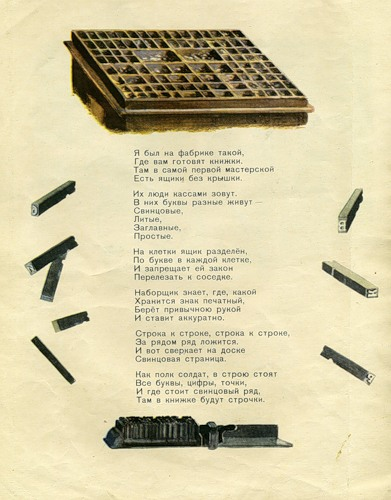 Я был на фабрике такой,
Где вам готовят книжки.
Там в самой первой мастерской
Есть ящики без крышки.
Их люди кассами зовут.
В них буквы разные живут —
Свинцовые,
Литые,
Заглавные,
Простые.
На клетки ящик разделён,
По букве в каждой клетке,
И запрещает ей закон
Перелезать к соседке.
Наборщик знает, где, какой
Хранится знак печатный,
Берёт привычною рукой
И ставит аккуратно.
Строка к строке, строка к строке,
За рядом ряд ложится.
И вот сверкает на доске
Свинцовая страница.
Как полк солдат, в строю стоят
Все буквы, цифры, точки,
И где стоит свинцовый ряд,
Там в книжке будут строчки.